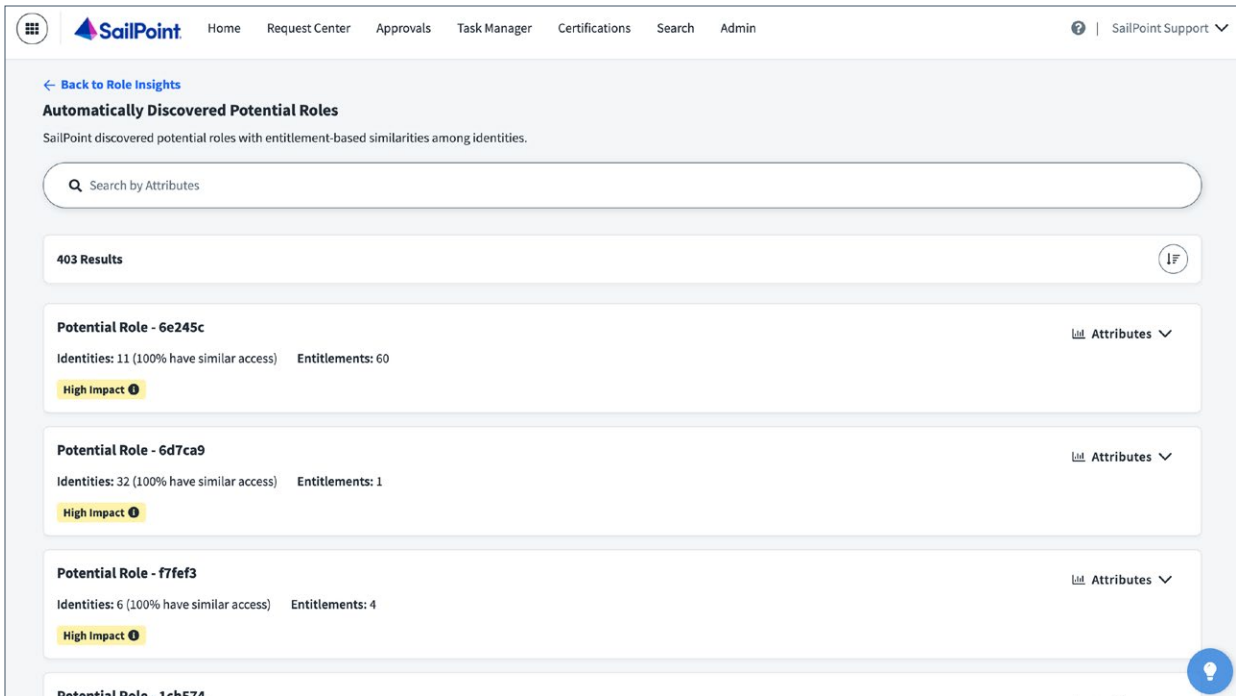 SailPoint Home Request Center Approvals Task Manager Certifications Search Admin ? | SailPoint Support
← Back to Role Insights
Automatically Discovered Potential Roles
SailPoint discovered potential roles with entitlement-based similarities among identities.
Search by Attributes
403 Results
Potential Role - 6e245c
Attributes
Identities: 11 (100% have similar access) Entitlements: 60
High Impact
Potential Role - 6d7ca9
Attributes
Identities: 32 (100% have similar access) Entitlements: 1
High Impact
Potential Role - f7fef3
Attributes
Identities: 6 (100% have similar access) Entitlements: 4
High Impact
Potential Role - 1cb574